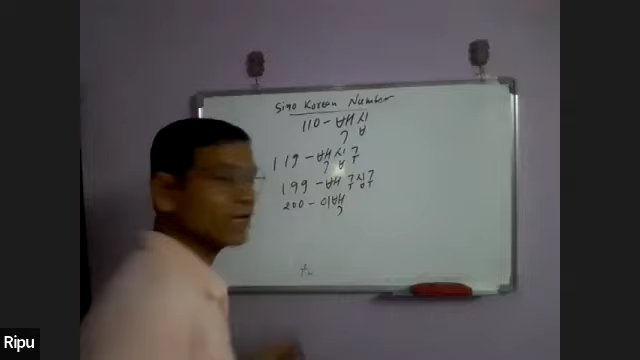 Sino Korean Number
110 - 백십
119 - 백십구
199 - 백구십구
200 - 이백
Ripu